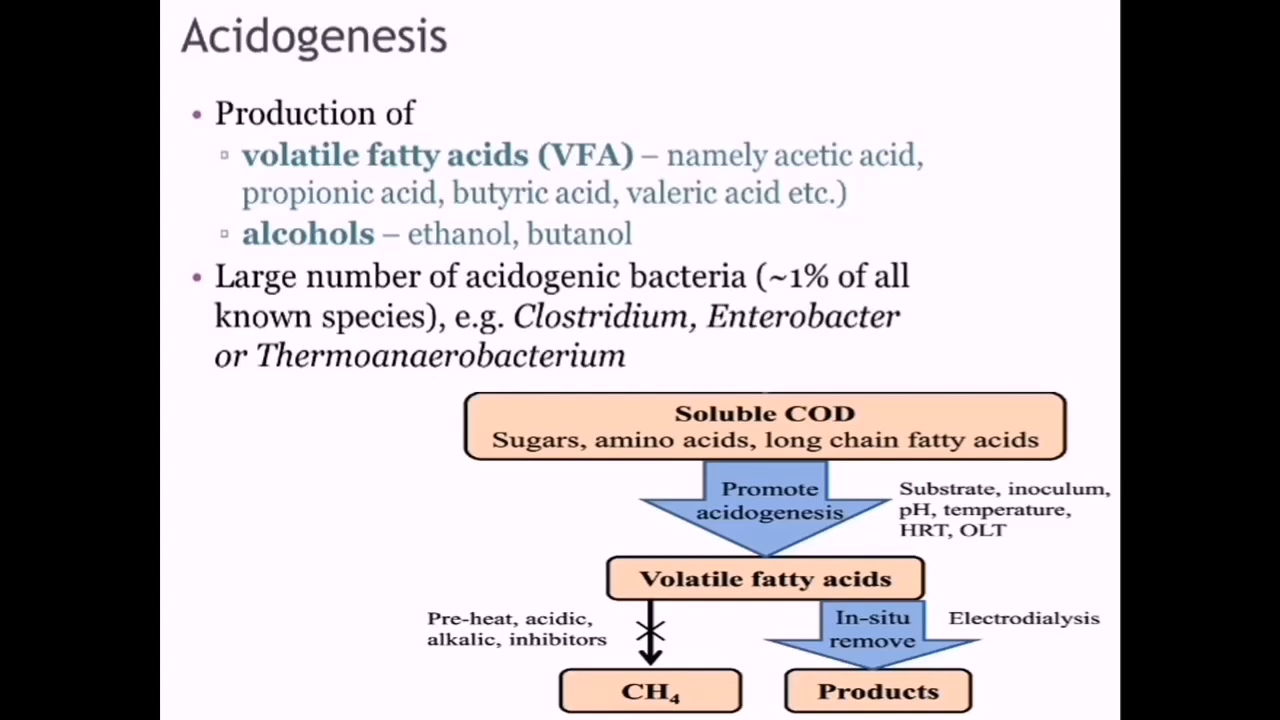 Acidogenesis
• Production of
▫ volatile fatty acids (VFA) – namely acetic acid,
propionic acid, butyric acid, valeric acid etc.)
▫ alcohols – ethanol, butanol
• Large number of acidogenic bacteria (~1% of all
known species), e.g. Clostridium, Enterobacter
or Thermoanaerobacterium
Soluble COD
Sugars, amino acids, long chain fatty acids
Promote
acidogenesis
Substrate, inoculum,
pH, temperature,
HRT, OLT
Volatile fatty acids
Pre-heat, acidic,
alkalic, inhibitors
In-situ
remove
Electrodialysis
CH₄
Products